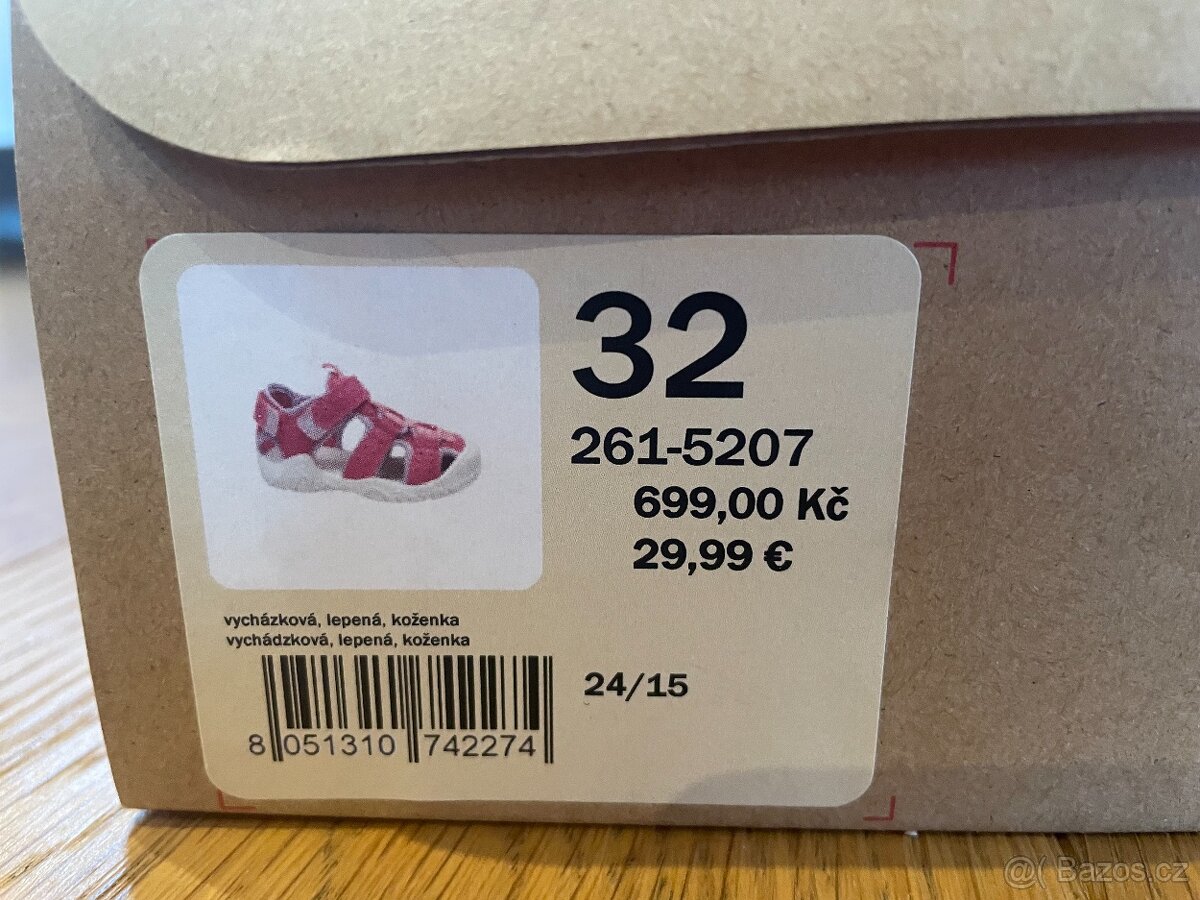 32
261-5207
699,00 Kč
29,99 €
vycházková, lepená, koženka
vychádzková, lepená, koženka
24/15
8 051310 742274
@( Bazos.cz